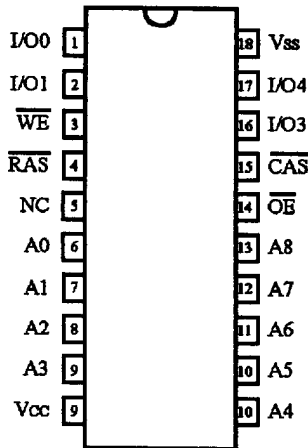 I/O0 1 18 Vss
I/O1 2 17 I/O4
WE 3 16 I/O3
RAS 4 15 CAS
NC 5 14 OE
A0 6 13 A8
A1 7 12 A7
A2 8 11 A6
A3 9 10 A5
Vcc 9 10 A4